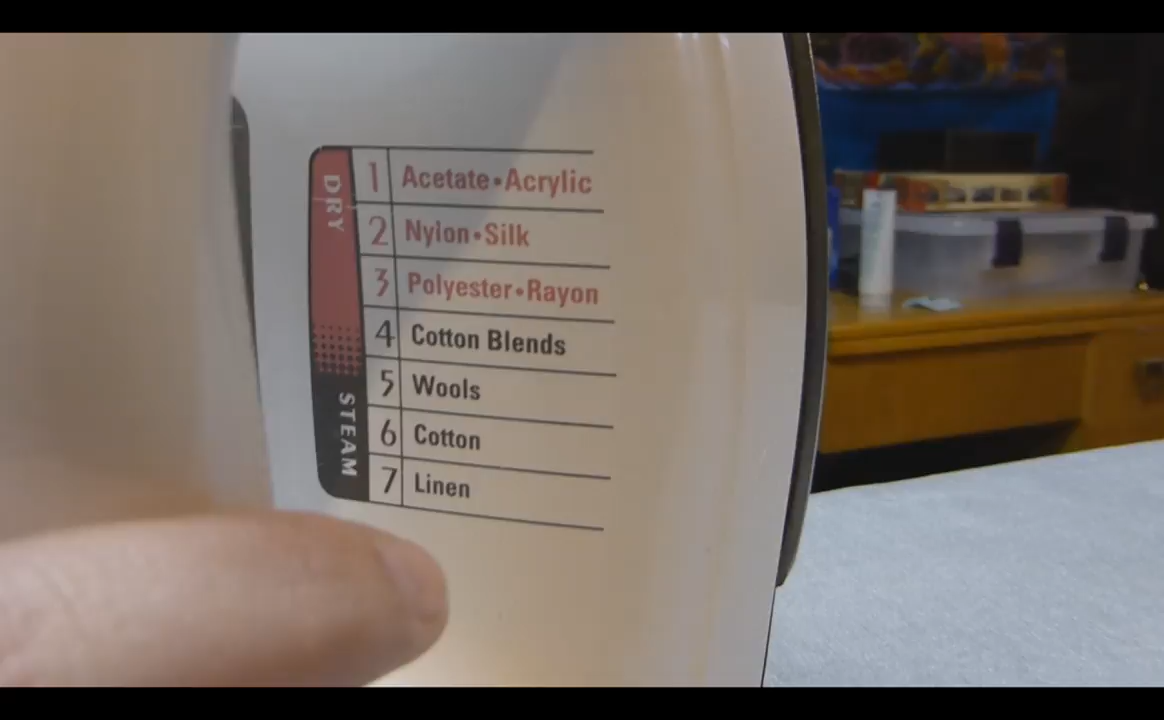 DRY
1 Acetate•Acrylic
2 Nylon•Silk
3 Polyester•Rayon
4 Cotton Blends
STEAM
5 Wools
6 Cotton
7 Linen